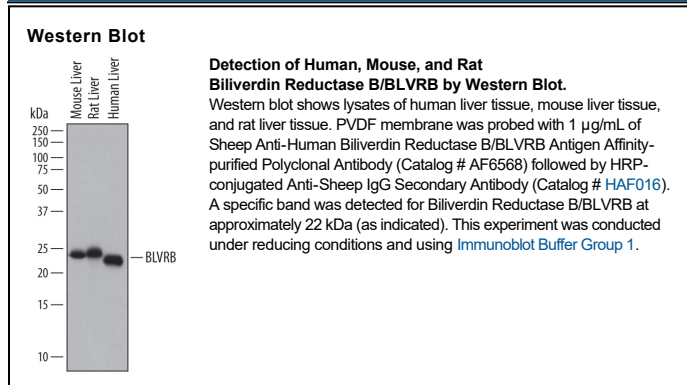 Western Blot
Mouse Liver
Rat Liver
Human Liver
kDa
250
150
100
75
50
37
25
20
15
10
BLVRB
Detection of Human, Mouse, and Rat
Biliverdin Reductase B/BLVRB by Western Blot.
Western blot shows lysates of human liver tissue, mouse liver tissue,
and rat liver tissue. PVDF membrane was probed with 1 µg/mL of
Sheep Anti-Human Biliverdin Reductase B/BLVRB Antigen Affinity-
purified Polyclonal Antibody (Catalog # AF6568) followed by HRP-
conjugated Anti-Sheep IgG Secondary Antibody (Catalog # HAF016).
A specific band was detected for Biliverdin Reductase B/BLVRB at
approximately 22 kDa (as indicated). This experiment was conducted
under reducing conditions and using Immunoblot Buffer Group 1.